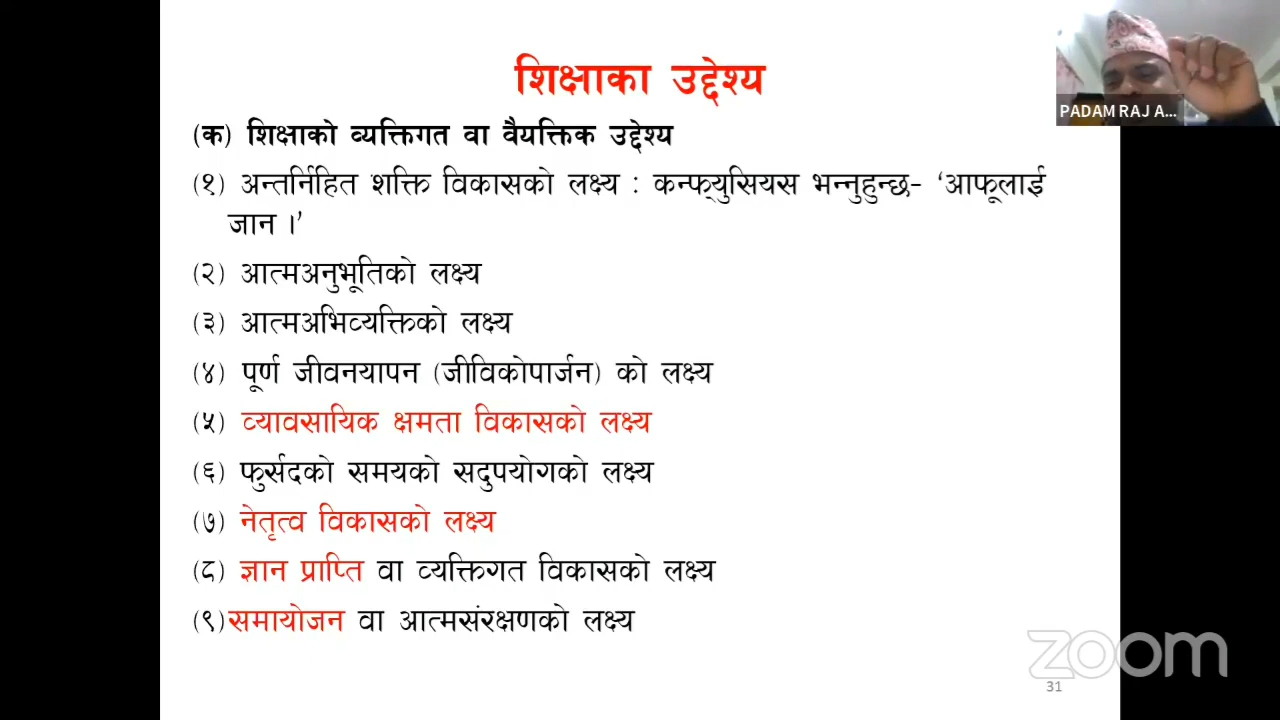 शिक्षाका उद्देश्य
PADAM RAJ A...
(क) शिक्षाको व्यक्तिगत वा वैयक्तिक उद्देश्य
(१) अन्तर्निहित शक्ति विकासको लक्ष्य : कन्फ्युसियस भन्नुहुन्छ- ‘आफूलाई
जान ।’
(२) आत्मअनुभूतिको लक्ष्य
(३) आत्मअभिव्यक्तिको लक्ष्य
(४) पूर्ण जीवनयापन (जीविकोपार्जन) को लक्ष्य
(५) व्यावसायिक क्षमता विकासको लक्ष्य
(६) फुर्सदको समयको सदुपयोगको लक्ष्य
(७) नेतृत्व विकासको लक्ष्य
(८) ज्ञान प्राप्ति वा व्यक्तिगत विकासको लक्ष्य
(९)समायोजन वा आत्मसंरक्षणको लक्ष्य
zoom
31